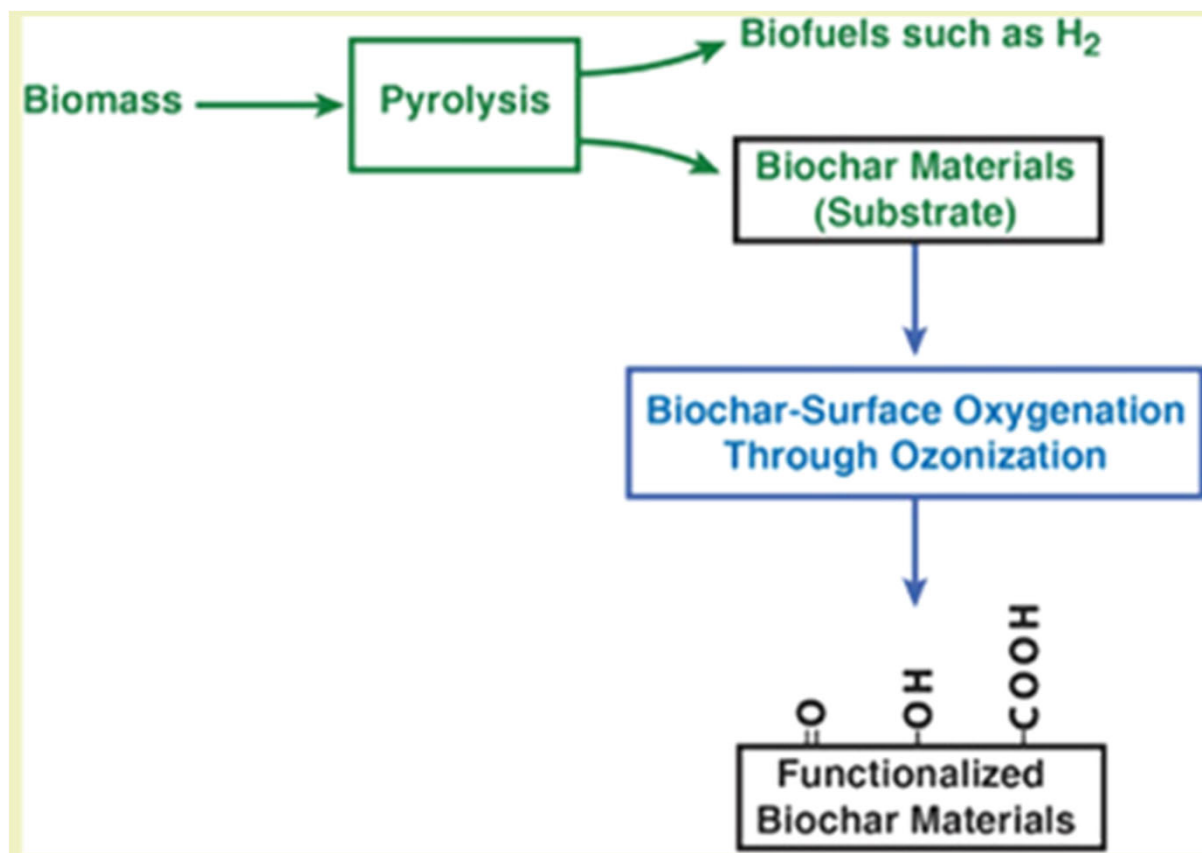 Biofuels such as H₂
Biomass
Pyrolysis
Biochar Materials
(Substrate)
Biochar-Surface Oxygenation
Through Ozonization
O
OH
COOH
Functionalized
Biochar Materials